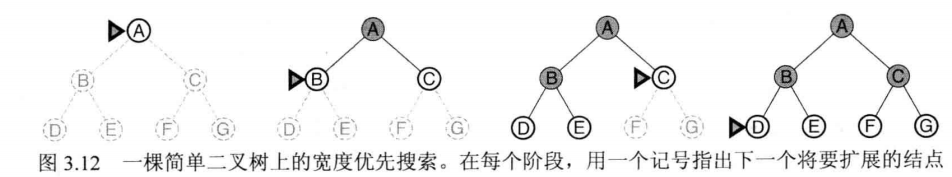 A A A A
B C B C B C B C
D E F G D E F G D E F G D E F G
图 3.12 一棵简单二叉树上的宽度优先搜索。在每个阶段，用一个记号指出下一个将要扩展的结点